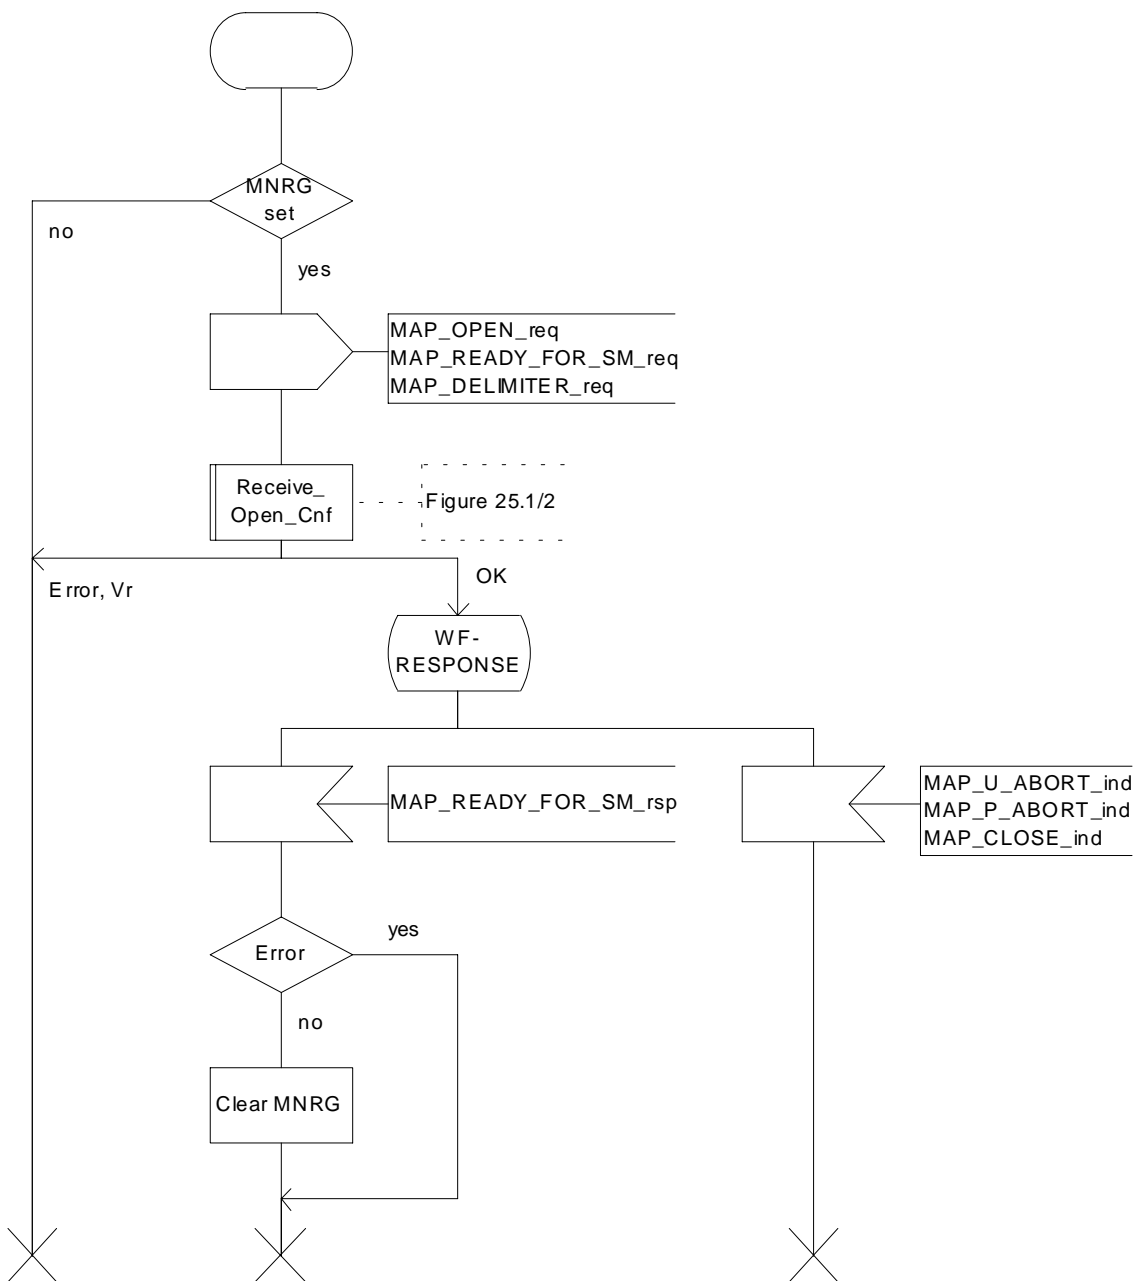 MNRG
set
no
yes
MAP_OPEN_req
MAP_READY_FOR_SM_req
MAP_DELIMITER_req
Receive_
Open_Cnf
Figure 25.1/2
Error, Vr
OK
WF-
RESPONSE
MAP_READY_FOR_SM_rsp
MAP_U_ABORT_ind
MAP_P_ABORT_ind
MAP_CLOSE_ind
Error
yes
no
Clear MNRG